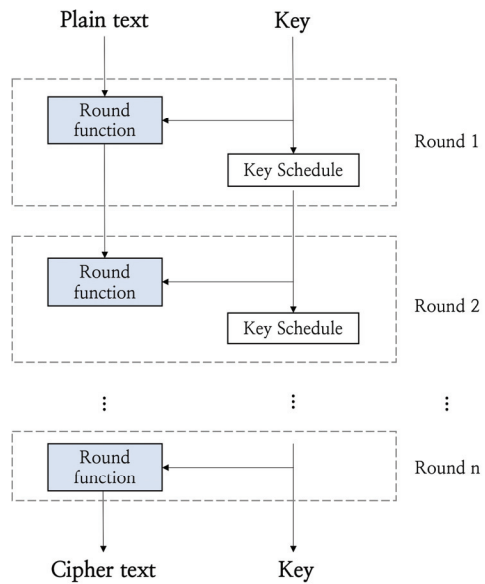 Plain text
Key
Round
function
Round 1
Key Schedule
Round
function
Round 2
Key Schedule
Round
function
Round n
Cipher text
Key